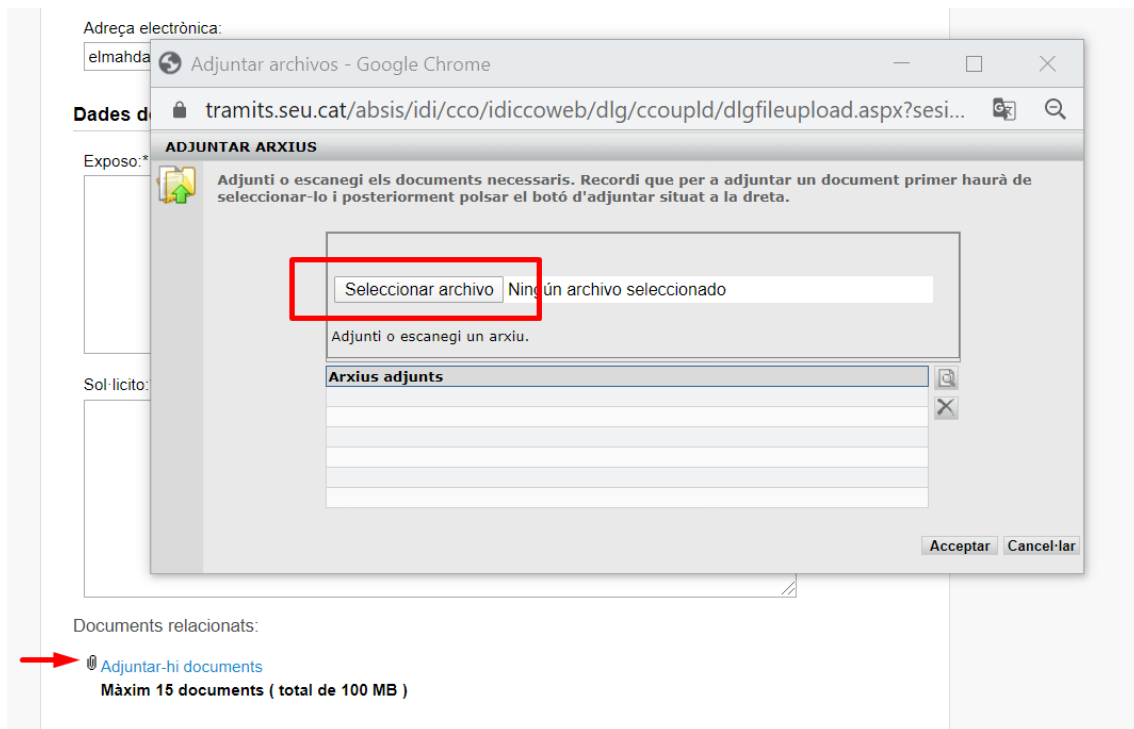 Adreça electrònica:
elmahda
Adjuntar archivos - Google Chrome
tramits.seu.cat/absis/idi/cco/idiccoweb/dlg/ccoupld/dlgfileupload.aspx?sesi...
Dades d
ADJUNTAR ARXIUS
Exposo:*
Adjunti o escanegi els documents necessaris. Recordi que per a adjuntar un document primer haurà de
seleccionar-lo i posteriorment polsar el botó d'adjuntar situat a la dreta.
Seleccionar archivo Ningún archivo seleccionado
Adjunti o escanegi un arxiu.
Arxius adjunts
Sol·licito:
Acceptar Cancel·lar
Documents relacionats:
Adjuntar-hi documents
Màxim 15 documents ( total de 100 MB )